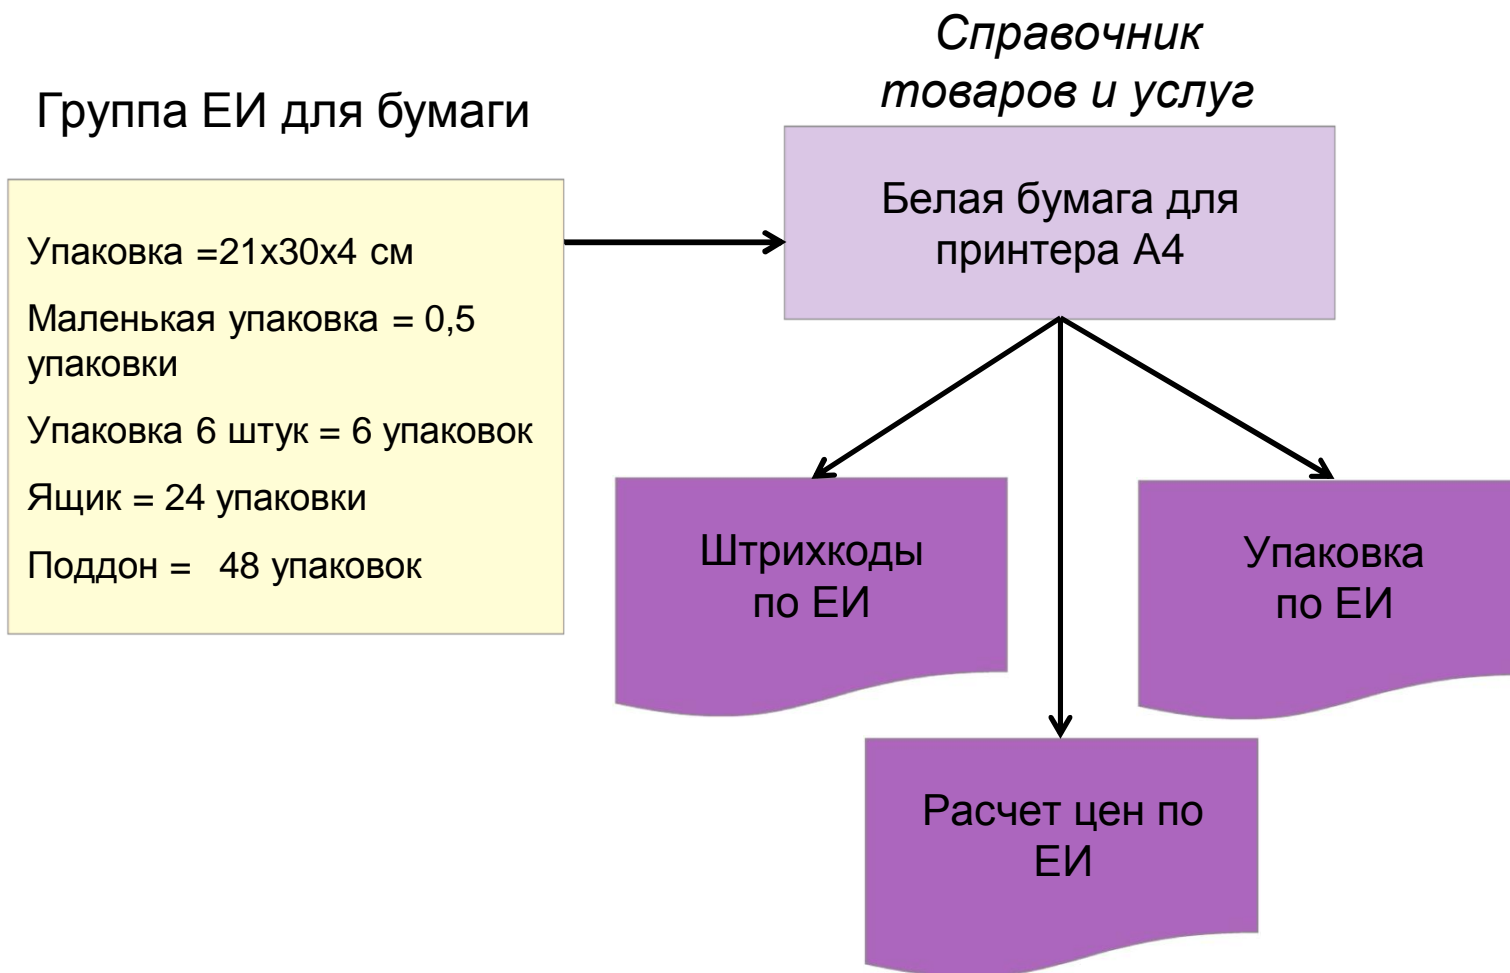 Справочник
товаров и услуг
Группа ЕИ для бумаги
Упаковка =21х30х4 см
Маленькая упаковка = 0,5
упаковки
Упаковка 6 штук = 6 упаковок
Ящик = 24 упаковки
Поддон = 48 упаковок
Белая бумага для
принтера А4
Штрихкоды
по ЕИ
Упаковка
по ЕИ
Расчет цен по
ЕИ